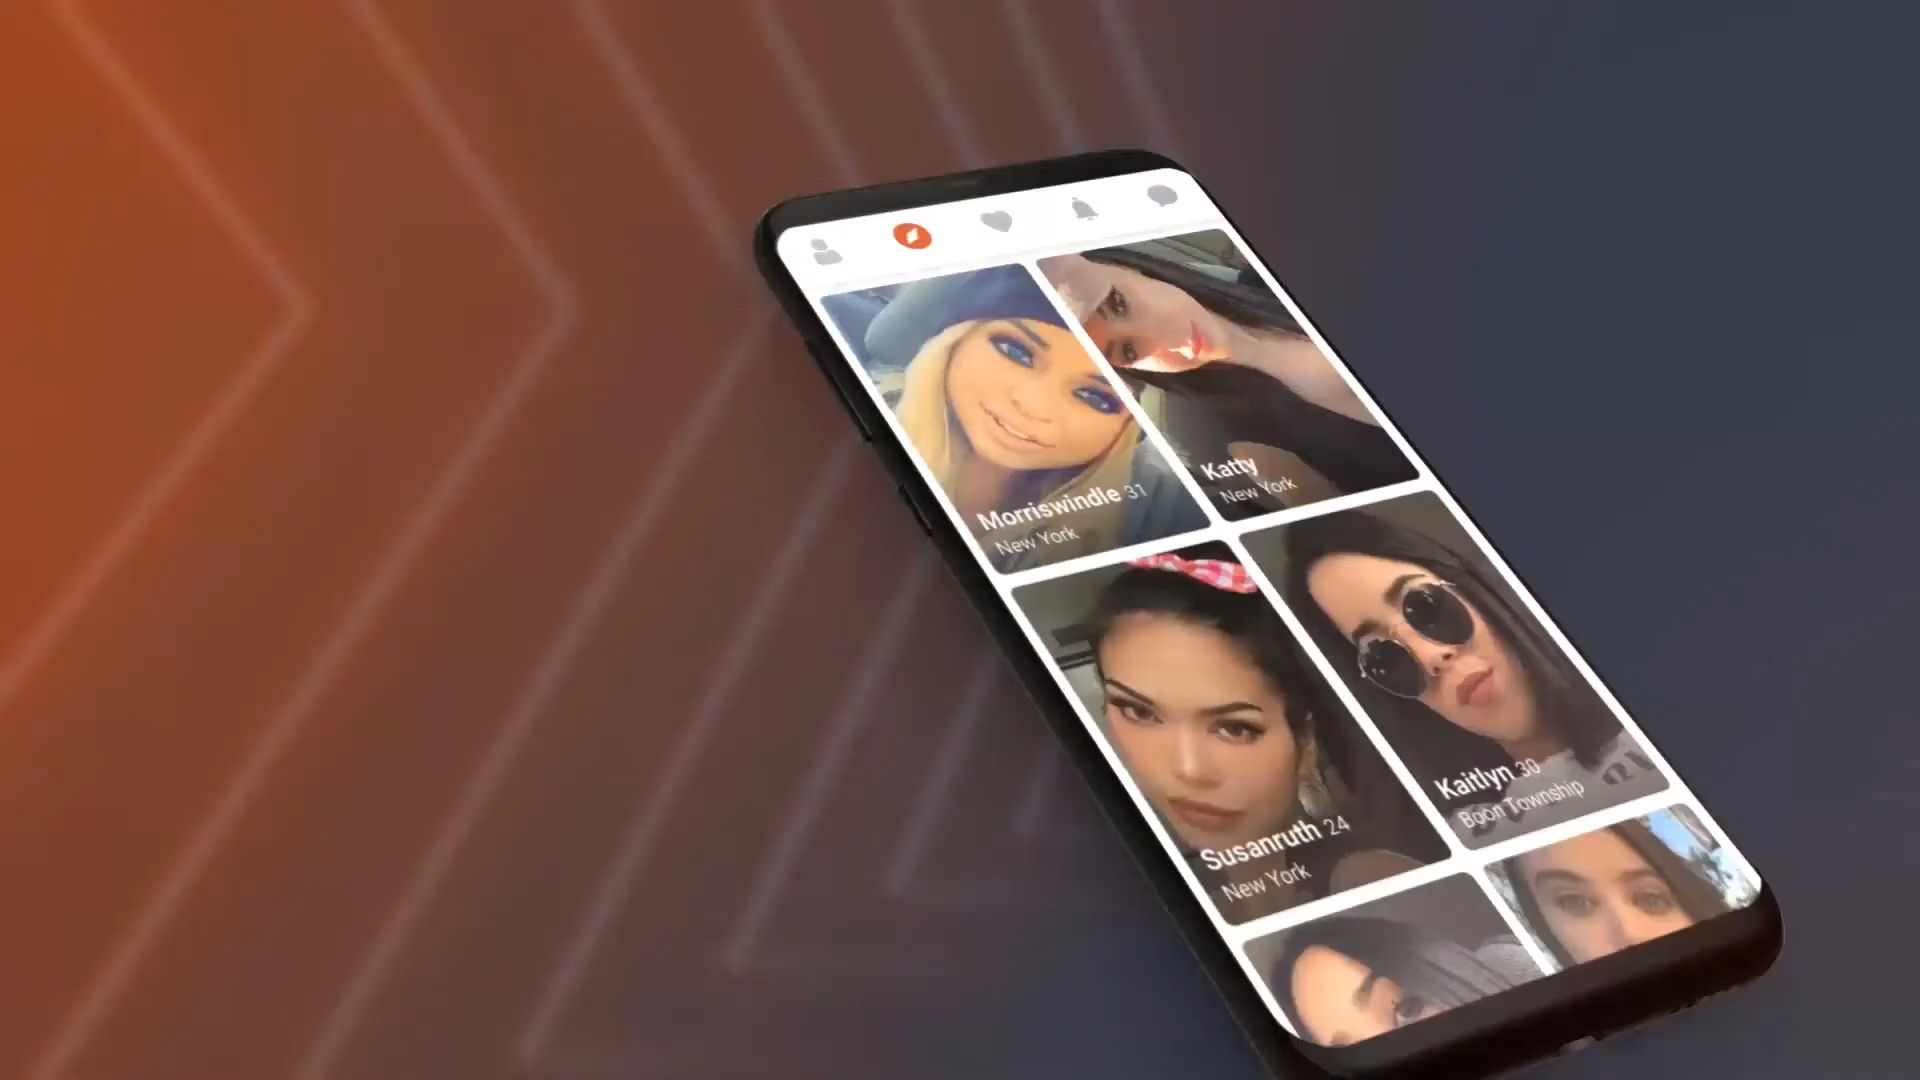 Morriswindle 31
New York
Katty
New York
Susanruth 24
New York
Kaitlyn 30
Boon Township